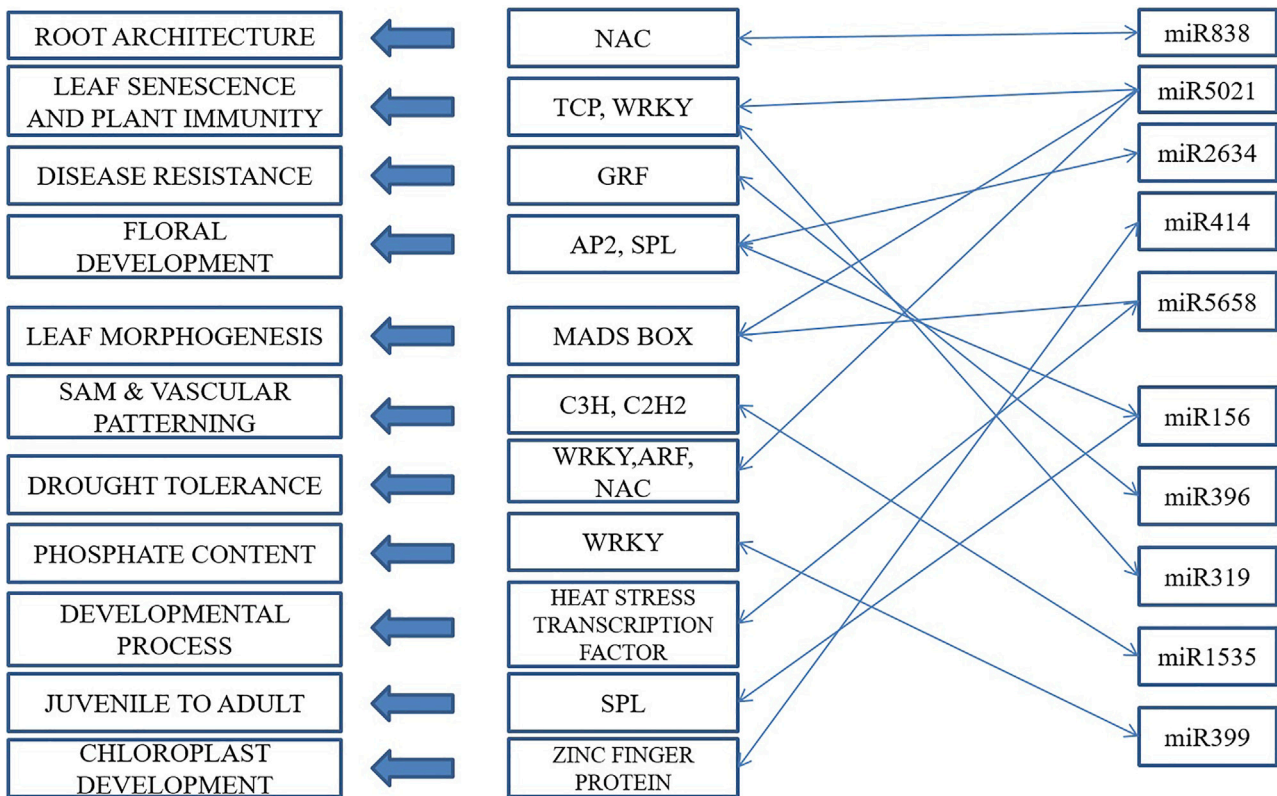 ROOT ARCHITECTURE
LEAF SENESCENCE
AND PLANT IMMUNITY
DISEASE RESISTANCE
FLORAL
DEVELOPMENT
LEAF MORPHOGENESIS
SAM & VASCULAR
PATTERNING
DROUGHT TOLERANCE
PHOSPHATE CONTENT
DEVELOPMENTAL
PROCESS
JUVENILE TO ADULT
CHLOROPLAST
DEVELOPMENT
NAC
TCP, WRKY
GRF
AP2, SPL
MADS BOX
C3H, C2H2
WRKY,ARF,
NAC
WRKY
HEAT STRESS
TRANSCRIPTION
FACTOR
SPL
ZINC FINGER
PROTEIN
miR838
miR5021
miR2634
miR414
miR5658
miR156
miR396
miR319
miR1535
miR399